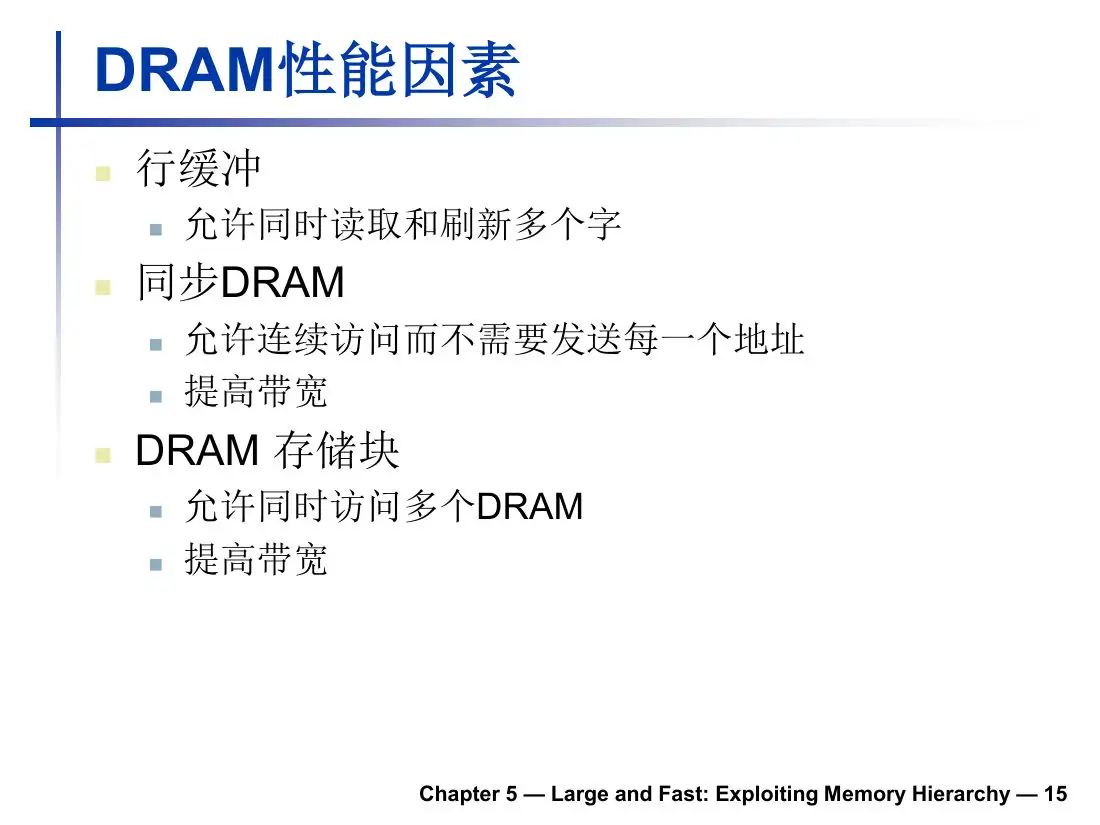 DRAM性能因素
行缓冲
允许同时读取和刷新多个字
同步DRAM
允许连续访问而不需要发送每一个地址
提高带宽
DRAM 存储块
允许同时访问多个DRAM
提高带宽
Chapter 5 — Large and Fast: Exploiting Memory Hierarchy — 15